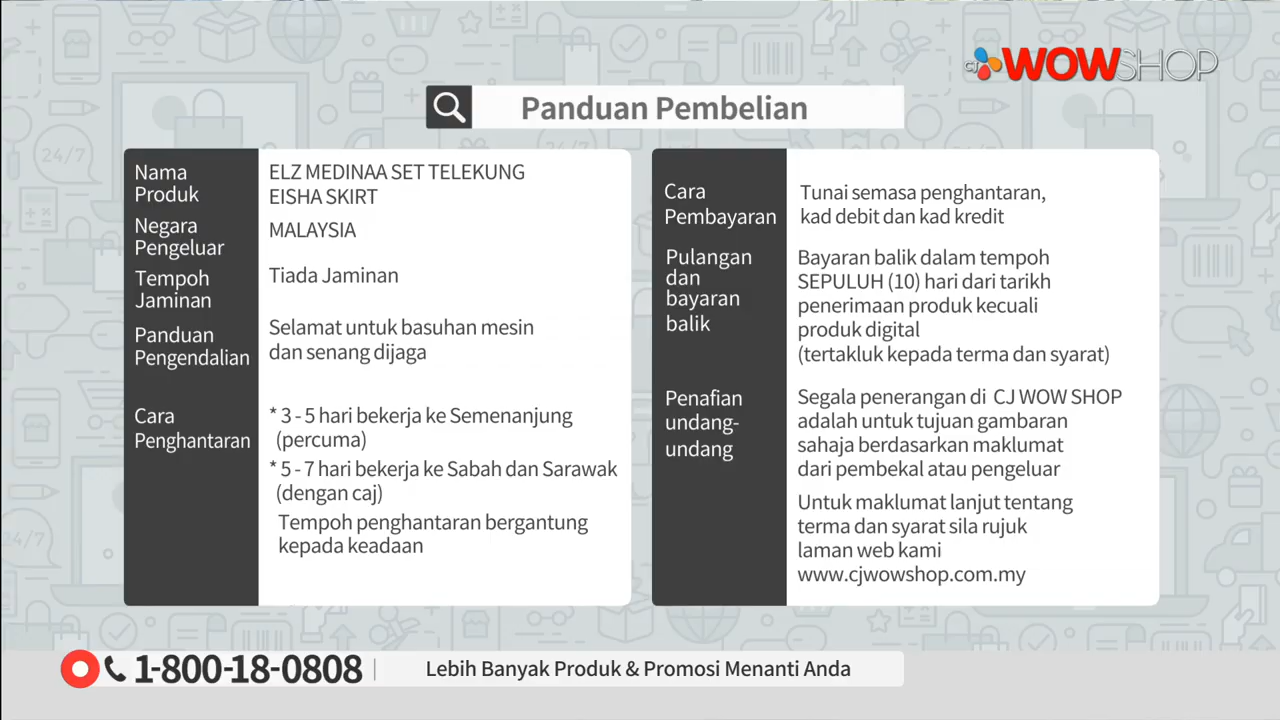 CJ WOWSHOP
Panduan Pembelian
Nama
Produk
ELZ MEDINAA SET TELEKUNG
EISHA SKIRT
Negara
Pengeluar
MALAYSIA
Tempoh
Jaminan
Tiada Jaminan
Panduan
Pengendalian
Selamat untuk basuhan mesin
dan senang dijaga
Cara
Penghantaran
* 3 - 5 hari bekerja ke Semenanjung
(percuma)
* 5 - 7 hari bekerja ke Sabah dan Sarawak
(dengan caj)
Tempoh penghantaran bergantung
kepada keadaan
Cara
Pembayaran
Tunai semasa penghantaran,
kad debit dan kad kredit
Pulangan
dan
bayaran
balik
Bayaran balik dalam tempoh
SEPULUH (10) hari dari tarikh
penerimaan produk kecuali
produk digital
(tertakluk kepada terma dan syarat)
Penafian
undang-
undang
Segala penerangan di CJ WOW SHOP
adalah untuk tujuan gambaran
sahaja berdasarkan maklumat
dari pembekal atau pengeluar
Untuk maklumat lanjut tentang
terma dan syarat sila rujuk
laman web kami
www.cjwowshop.com.my
24/7
24/7
1-800-18-0808
Lebih Banyak Produk & Promosi Menanti Anda